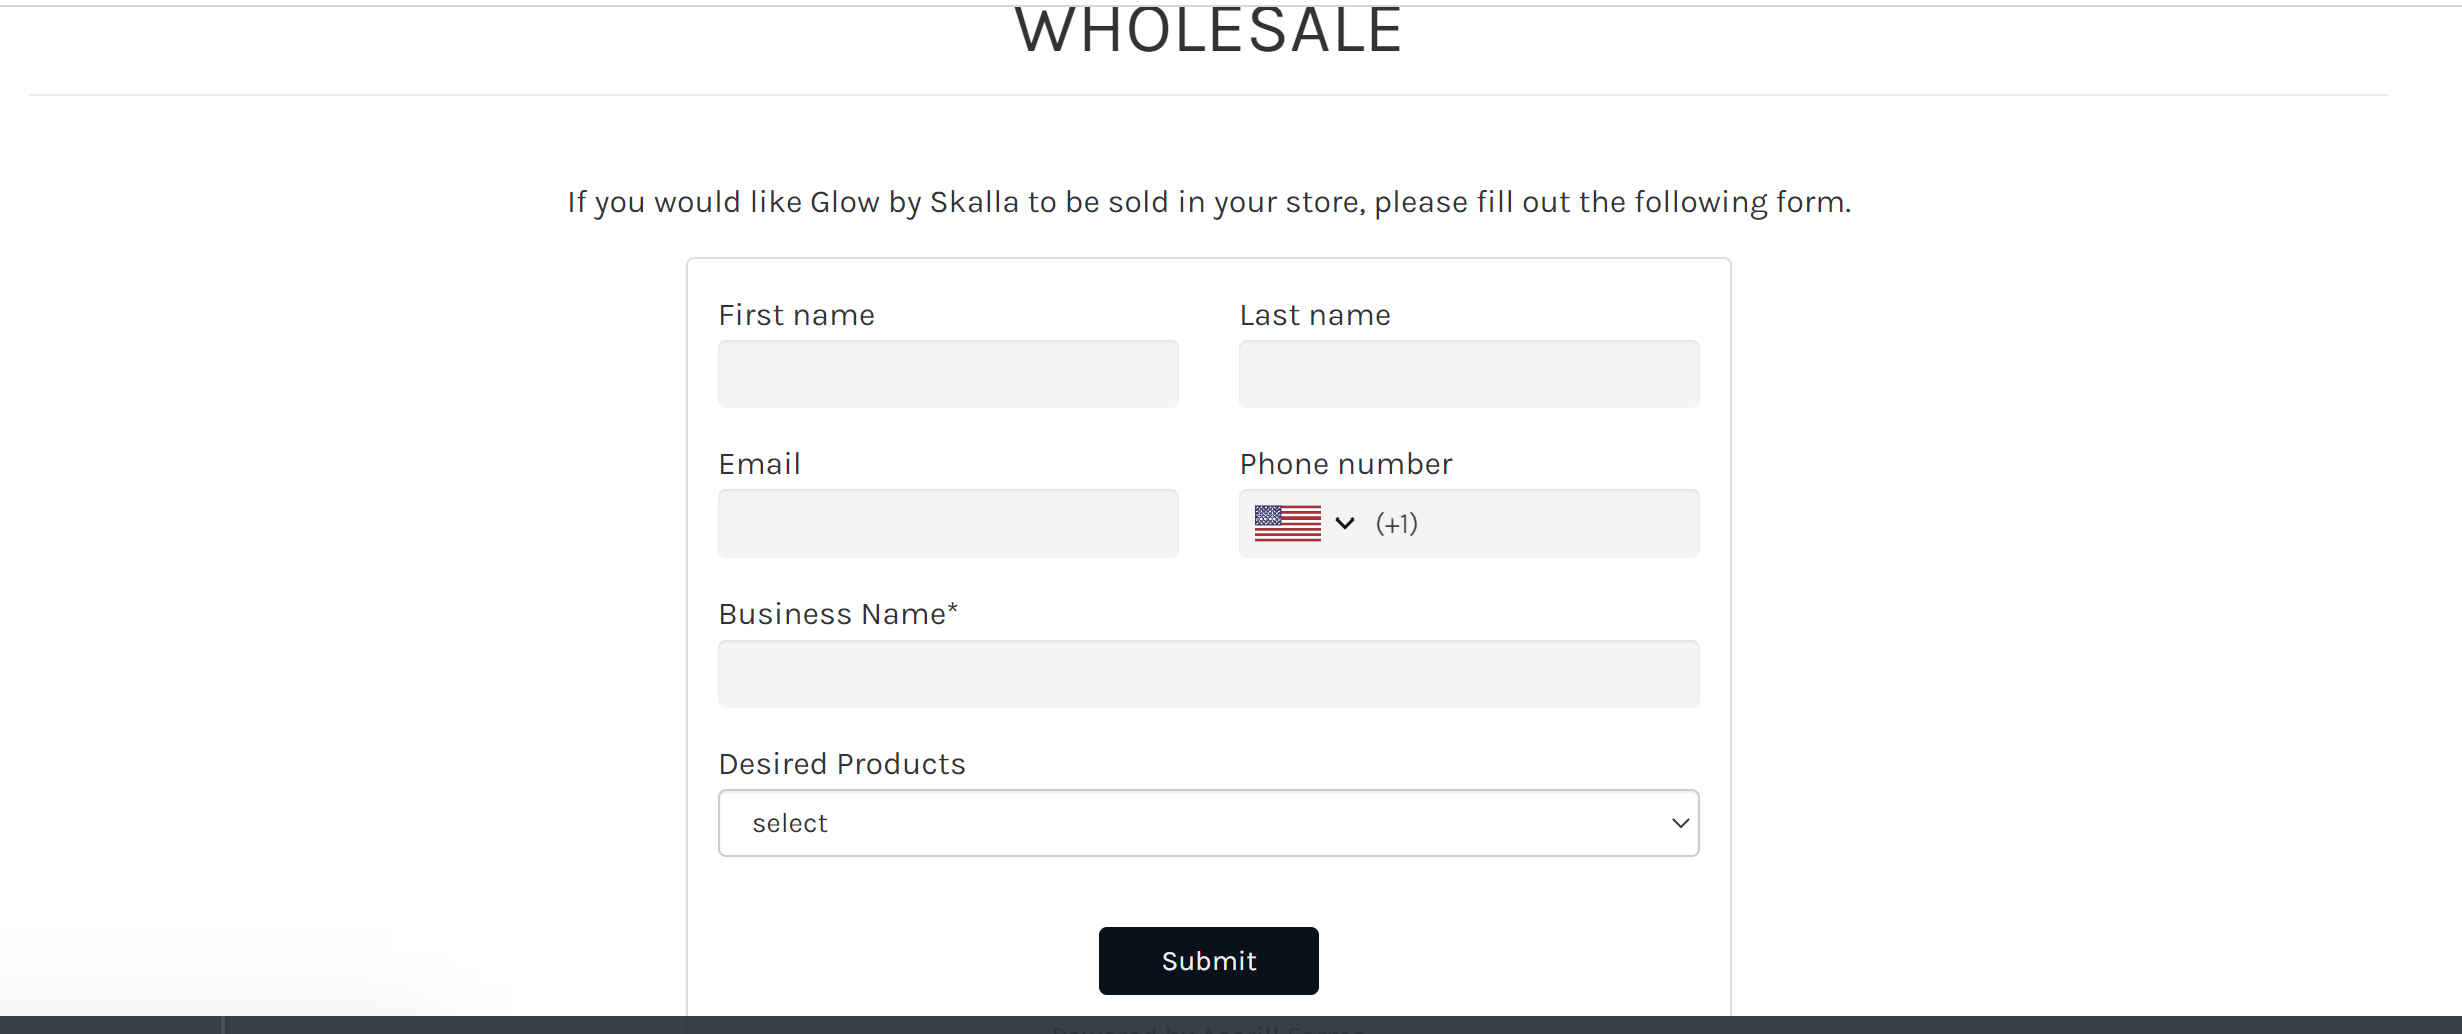 WHOLESALE
If you would like Glow by Skalla to be sold in your store, please fill out the following form.
First name
Last name
Email
Phone number
(+1)
Business Name*
Desired Products
select
Submit